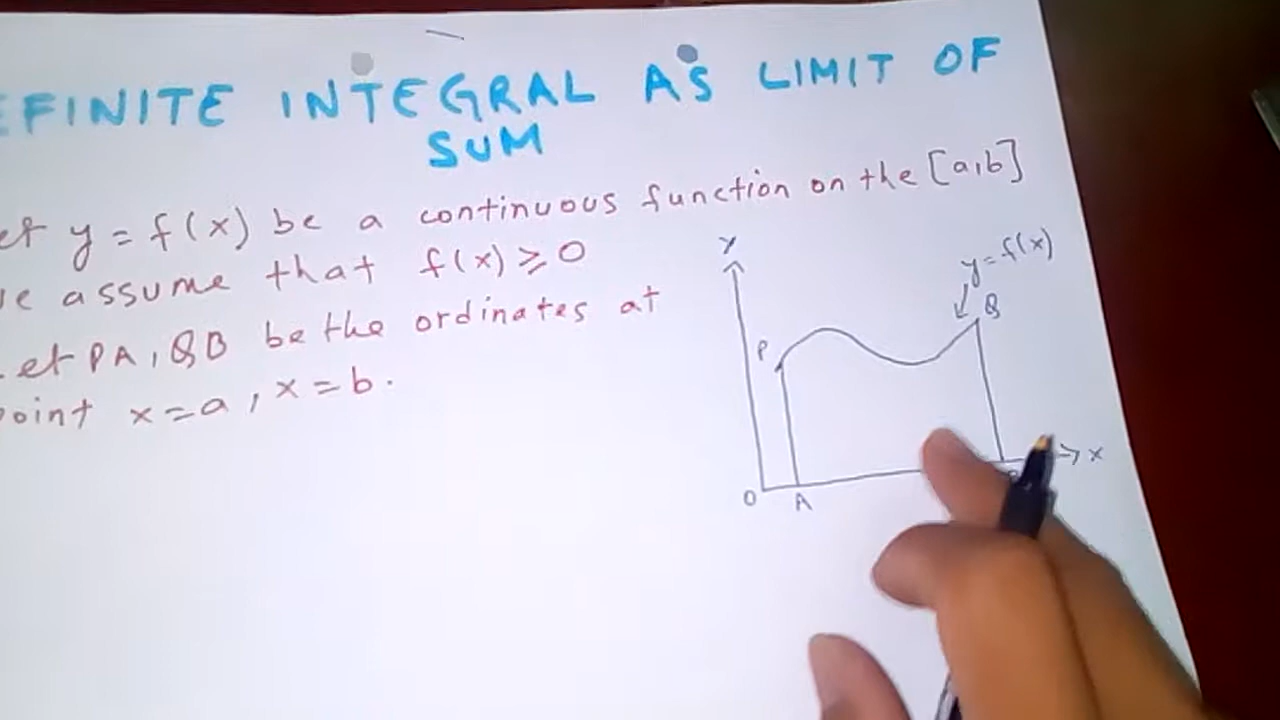 EFINITE INTEGRAL AS LIMIT OF
SUM
et y = f(x) be a continuous function on the [a,b]
e assume that f(x) ≥ 0
et PA, QB be the ordinates at
point x=a, x=b.
y
y=f(x)
P
Q
x
O
A